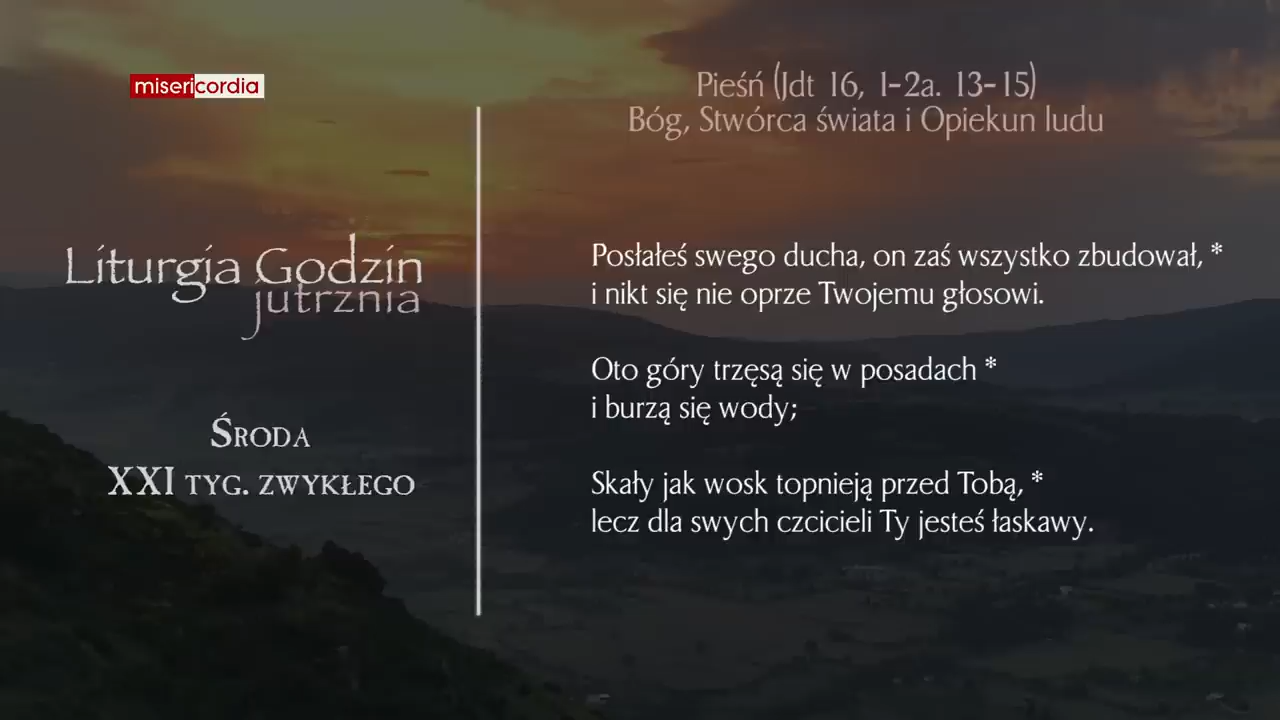 misericordia
Liturgia Godzin
jutrznia
Środa
XXI tyg. zwykłego
Pieśń (Jdt 16, 1-2a. 13-15)
Bóg, Stwórca świata i Opiekun ludu
Posłałeś swego ducha, on zaś wszystko zbudował, *
i nikt się nie oprze Twojemu głosowi.
Oto góry trzęsą się w posadach *
i burzą się wody;
Skały jak wosk topnieją przed Tobą, *
lecz dla swych czcicieli Ty jesteś łaskawy.